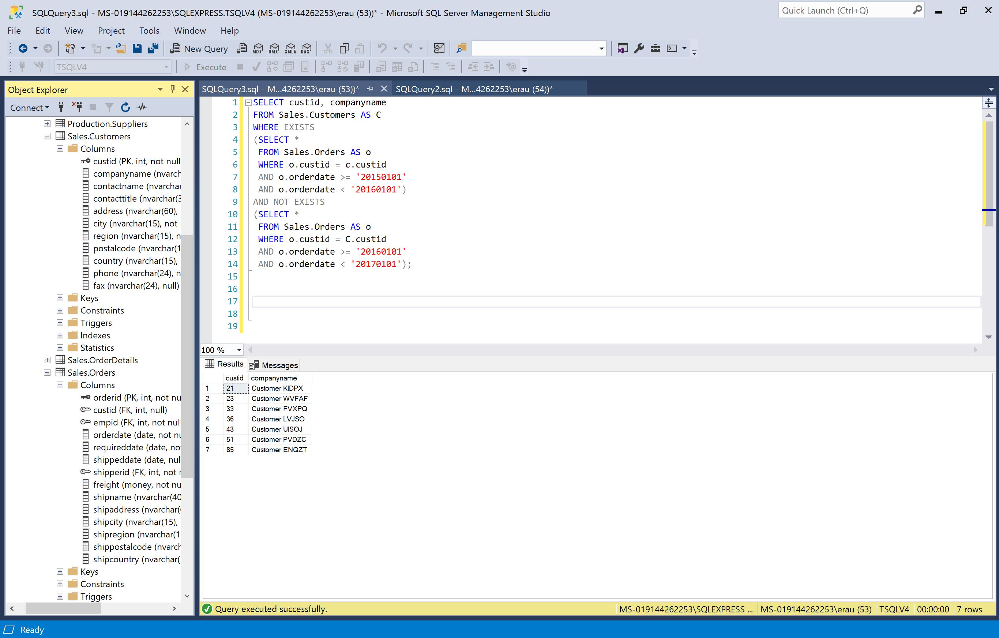 SQLQuery3.sql - MS-019144262253\SQLEXPRESS.TSQLV4 (MS-019144262253\erau (53))* - Microsoft SQL Server Management Studio
Quick Launch (Ctrl+Q)
File Edit View Project Tools Window Help
New Query MDX DMX XMLA DAX
TSQLV4 Execute
Object Explorer
Connect
Production.Suppliers
Sales.Customers
Columns
custid (PK, int, not null
companyname (nvarch
contactname (nvarchar
contacttitle (nvarchar(3
address (nvarchar(60),
city (nvarchar(15), not
region (nvarchar(15), n
postalcode (nvarchar(1
country (nvarchar(15),
phone (nvarchar(24), n
fax (nvarchar(24), null)
Keys
Constraints
Triggers
Indexes
Statistics
Sales.OrderDetails
Sales.Orders
Columns
orderid (PK, int, not nu
custid (FK, int, null)
empid (FK, int, not nul
orderdate (date, not nu
requireddate (date, no
shippeddate (date, nul
shipperid (FK, int, not r
freight (money, not nu
shipname (nvarchar(40
shipaddress (nvarchar(
shipcity (nvarchar(15),
shipregion (nvarchar(1
shippostalcode (nvarch
shipcountry (nvarchar(
Keys
Constraints
Triggers
SQLQuery3.sql - M...4262253\erau (53))* SQLQuery2.sql - M...4262253\erau (54))*
1 SELECT custid, companyname
2 FROM Sales.Customers AS C
3 WHERE EXISTS
4 (SELECT *
5 FROM Sales.Orders AS o
6 WHERE o.custid = c.custid
7 AND o.orderdate >= '20150101'
8 AND o.orderdate < '20160101')
9 AND NOT EXISTS
10 (SELECT *
11 FROM Sales.Orders AS o
12 WHERE o.custid = C.custid
13 AND o.orderdate >= '20160101'
14 AND o.orderdate < '20170101');
15
16
17
18
19
100 %
Results Messages
custid companyname
1 21 Customer KIDPX
2 23 Customer WVFAF
3 33 Customer FVXPQ
4 36 Customer LVJSO
5 43 Customer UISOJ
6 51 Customer PVDZC
7 85 Customer ENQZT
Query executed successfully. MS-019144262253\SQLEXPRESS ... MS-019144262253\erau (53) TSQLV4 00:00:00 7 rows
Ready